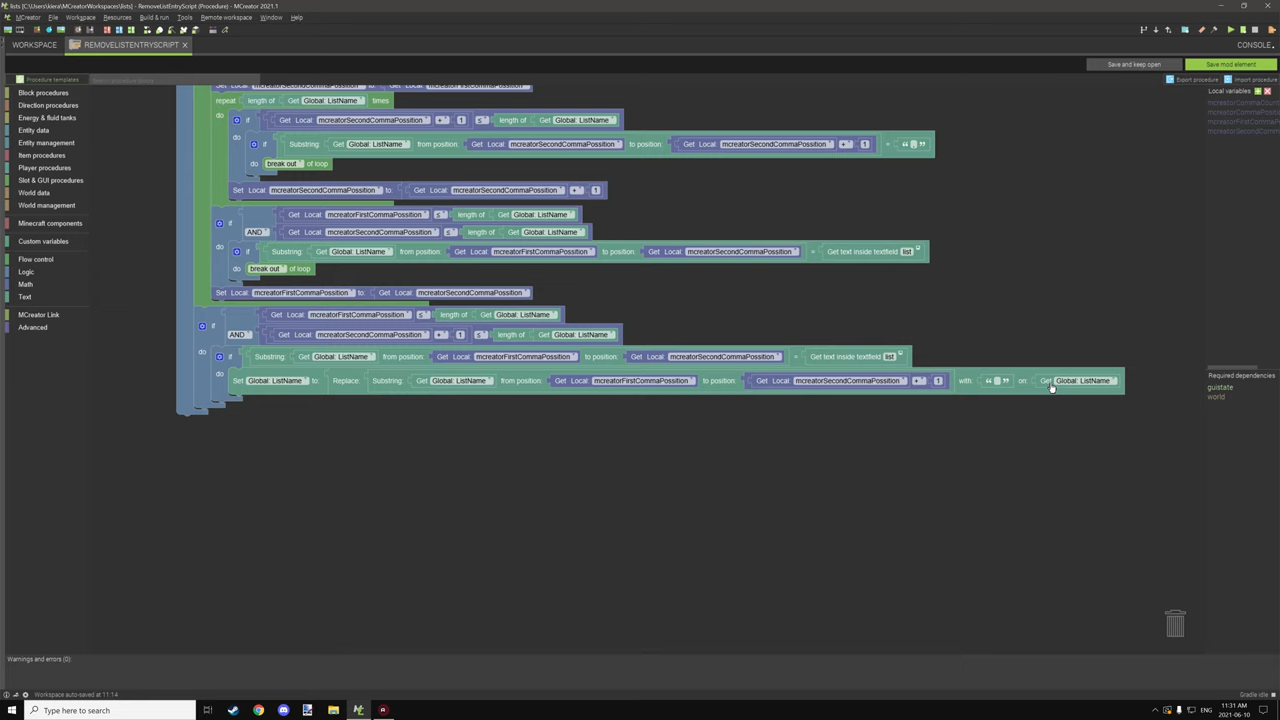 lists [C:\Users\kiera\MCreatorWorkspaces\lists] - RemoveListEntryScript (Procedure) - MCreator 2021.1
MCreator File Workspace Resources Build & run Tools Remote workspace Window Help
WORKSPACE REMOVELISTENTRYSCRIPT CONSOLE
Save and keep open Save mod element
Procedure templates Export procedure Import procedure
Block procedures
Direction procedures
Energy & fluid tanks
Entity data
Entity management
Item procedures
Player procedures
Slot & GUI procedures
World data
World management
Minecraft components
Custom variables
Flow control
Logic
Math
Text
MCreator Link
Advanced
Local variables
repeat length of Get Global: ListName times
do if Get Local: mcreatorSecondCommaPossition + 1 ≤ length of Get Global: ListName
do if Substring: Get Global: ListName from position: Get Local: mcreatorSecondCommaPossition to position: Get Local: mcreatorSecondCommaPossition + 1 = “ , ”
do break out of loop
Set Local: mcreatorSecondCommaPossition to: Get Local: mcreatorSecondCommaPossition + 1
if Get Local: mcreatorFirstCommaPossition ≤ length of Get Global: ListName
AND Get Local: mcreatorSecondCommaPossition ≤ length of Get Global: ListName
do if Substring: Get Global: ListName from position: Get Local: mcreatorFirstCommaPossition to position: Get Local: mcreatorSecondCommaPossition = Get text inside textfield list
do break out of loop
Set Local: mcreatorFirstCommaPossition to: Get Local: mcreatorSecondCommaPossition
if Get Local: mcreatorFirstCommaPossition ≤ length of Get Global: ListName
AND Get Local: mcreatorSecondCommaPossition + 1 ≤ length of Get Global: ListName
do if Substring: Get Global: ListName from position: Get Local: mcreatorFirstCommaPossition to position: Get Local: mcreatorSecondCommaPossition = Get text inside textfield list
do Set Global: ListName to: Replace: Substring: Get Global: ListName from position: Get Local: mcreatorFirstCommaPossition to position: Get Local: mcreatorSecondCommaPossition + 1 with: “ ” on: Get Global: ListName
Required dependencies
guistate
world
Warnings and errors (0):
Workspace auto-saved at 11:14 Gradle idle
Type here to search
ENG 11:31 AM
2021-06-10